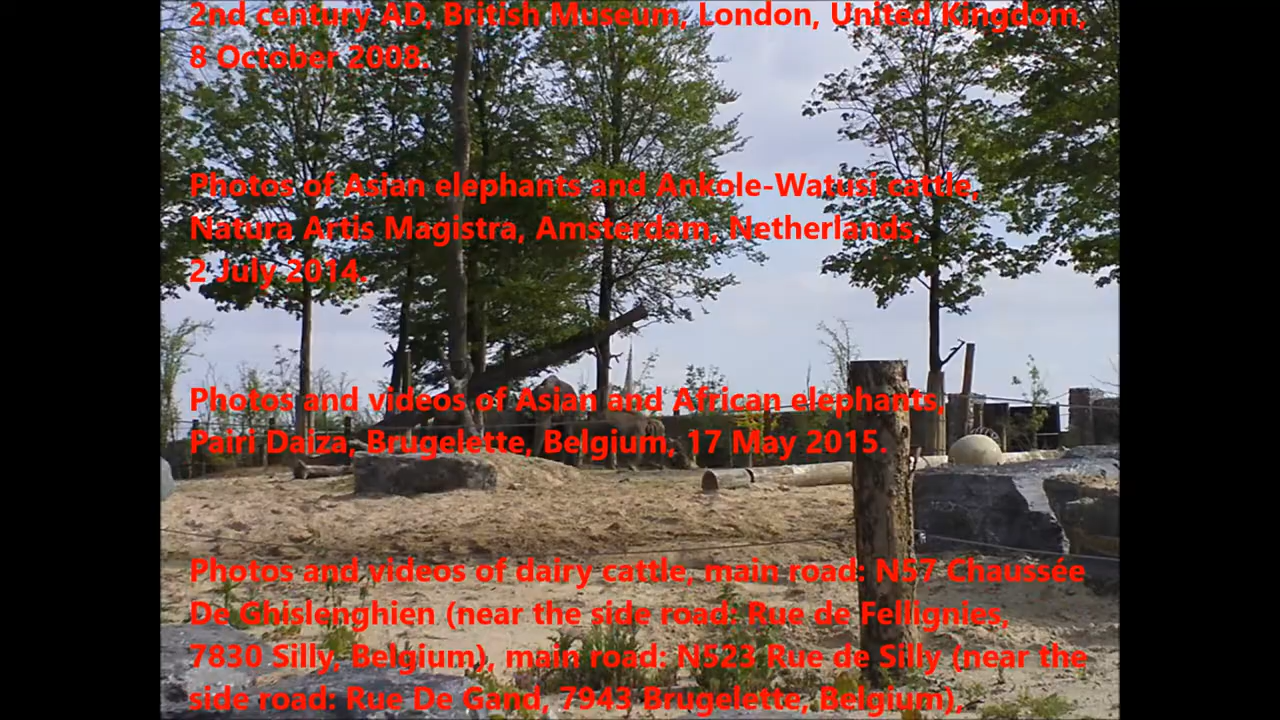 2nd century AD, British Museum, London, United Kingdom,
8 October 2008.
Photos of Asian elephants and Ankole-Watusi cattle,
Natura Artis Magistra, Amsterdam, Netherlands,
2 July 2014.
Photos and videos of Asian and African elephants,
Pairi Daiza, Brugelette, Belgium, 17 May 2015.
Photos and videos of dairy cattle, main road: N57 Chaussée
De Ghislenghien (near the side road: Rue de Fellignies,
7830 Silly, Belgium), main road: N523 Rue de Silly (near the
side road: Rue De Gand, 7943 Brugelette, Belgium),